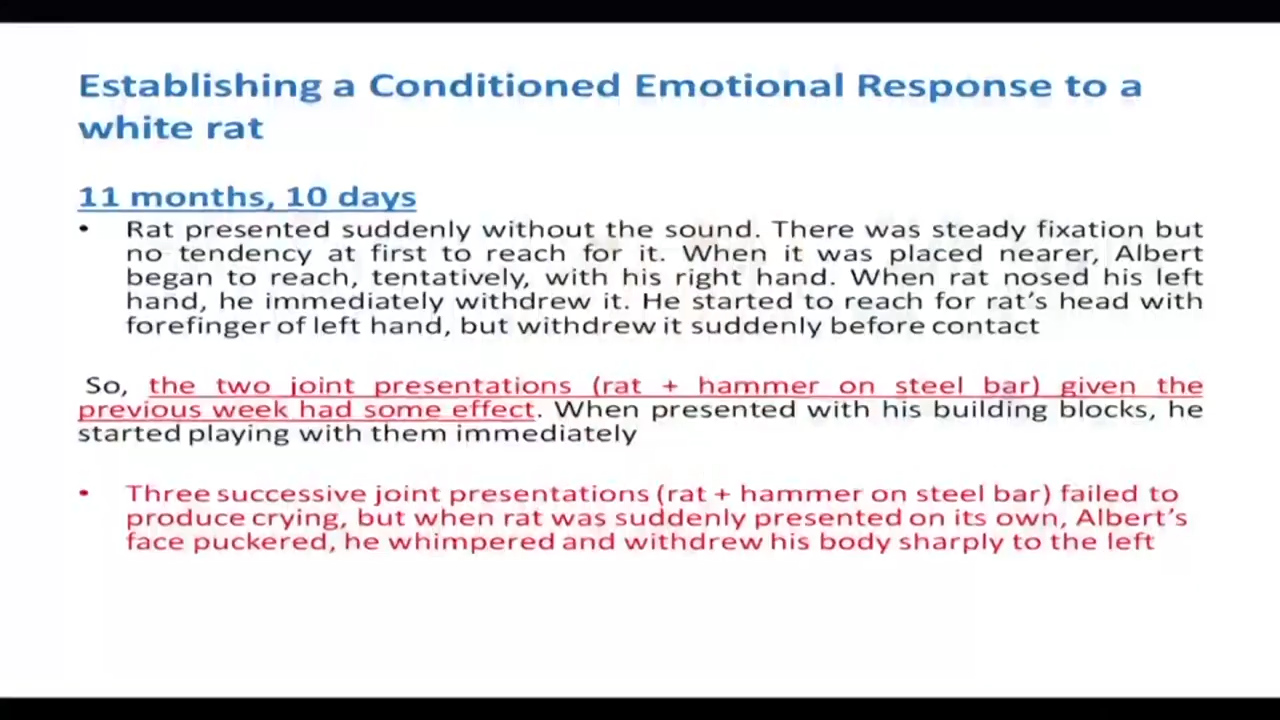 Establishing a Conditioned Emotional Response to a
white rat
11 months, 10 days
• Rat presented suddenly without the sound. There was steady fixation but
no tendency at first to reach for it. When it was placed nearer, Albert
began to reach, tentatively, with his right hand. When rat nosed his left
hand, he immediately withdrew it. He started to reach for rat's head with
forefinger of left hand, but withdrew it suddenly before contact
So, the two joint presentations (rat + hammer on steel bar) given the
previous week had some effect. When presented with his building blocks, he
started playing with them immediately
• Three successive joint presentations (rat + hammer on steel bar) failed to
produce crying, but when rat was suddenly presented on its own, Albert's
face puckered, he whimpered and withdrew his body sharply to the left